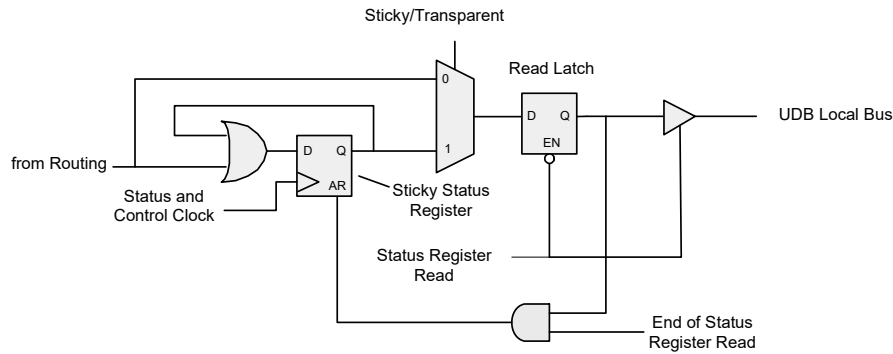 Sticky/Transparent
0
Read Latch
D Q
EN
UDB Local Bus
1
D Q
AR
from Routing
Sticky Status
Register
Status and
Control Clock
Status Register
Read
End of Status
Register Read